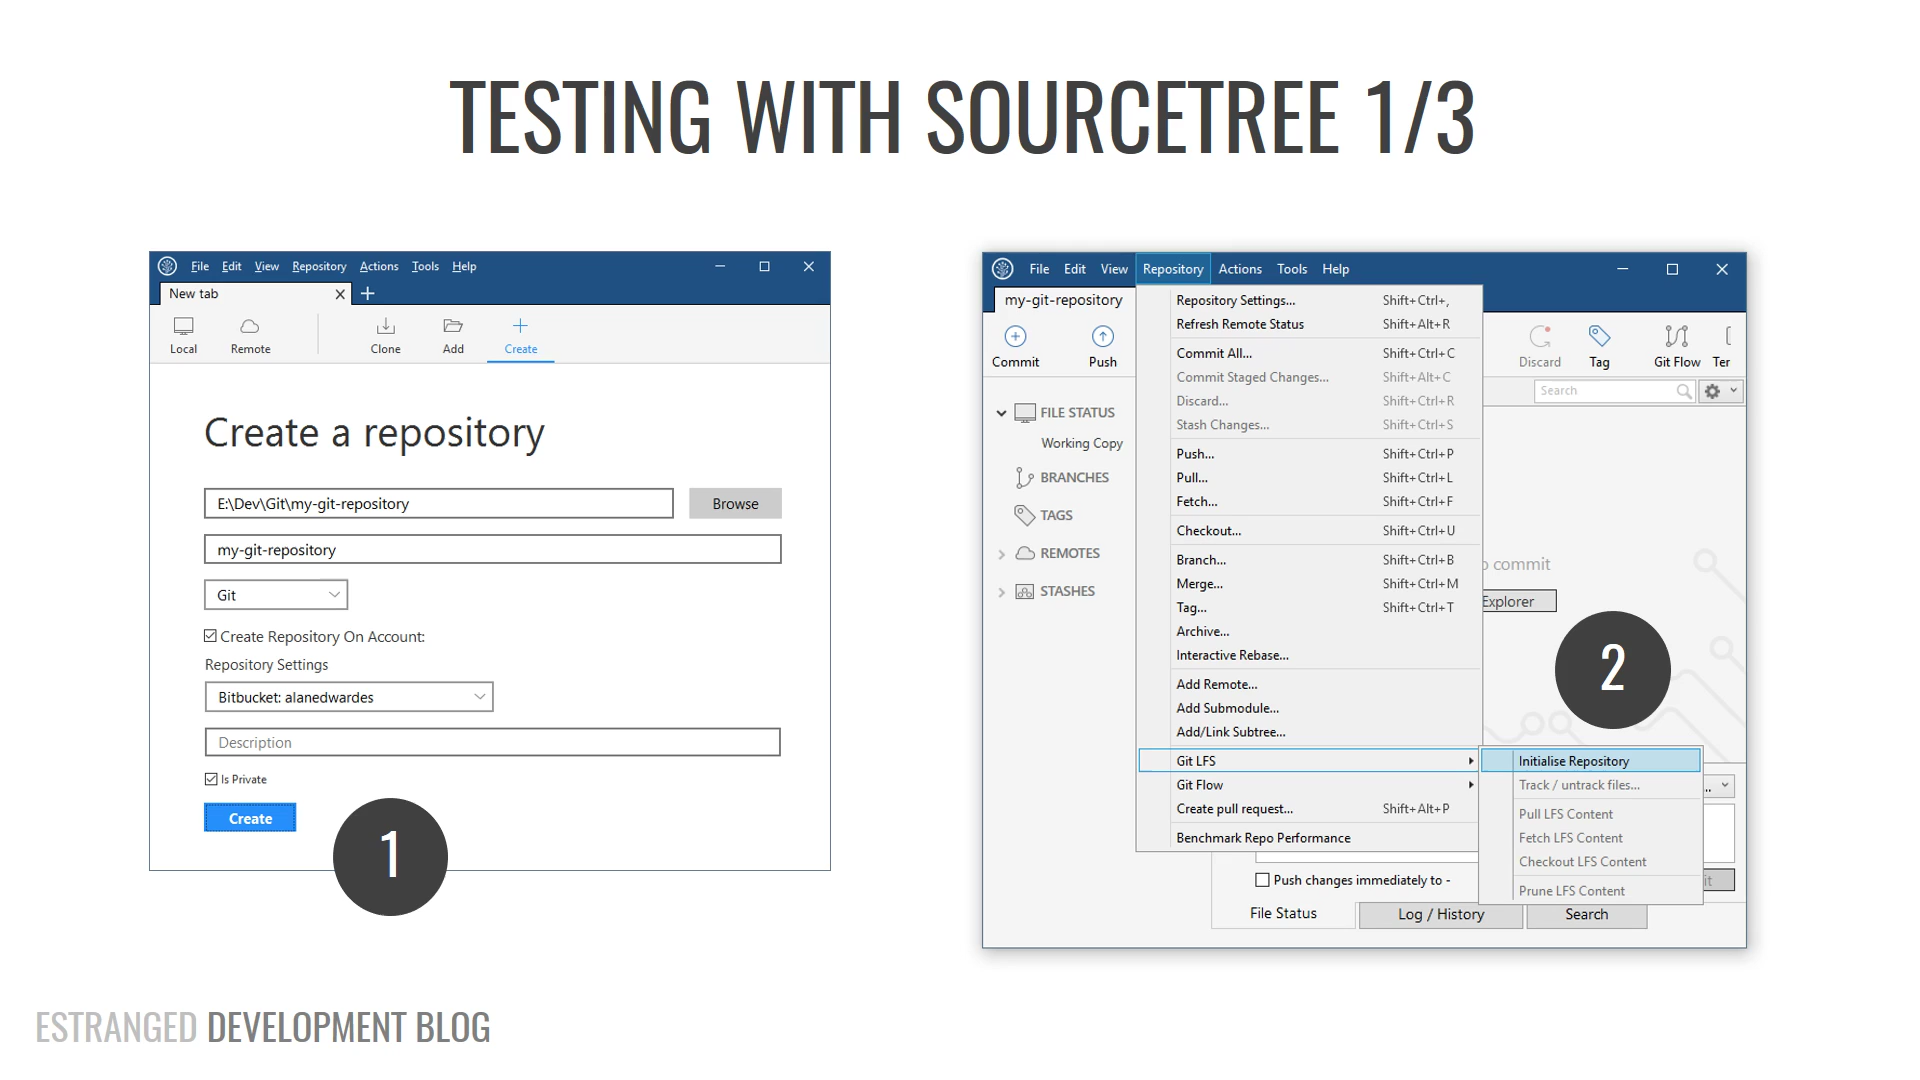 TESTING WITH SOURCETREE 1/3
File Edit View Repository Actions Tools Help
New tab
Local Remote Clone Add Create
Create a repository
E:\Dev\Git\my-git-repository Browse
my-git-repository
Git
Create Repository On Account:
Repository Settings
Bitbucket: alanedwardes
Description
Is Private
Create
1
File Edit View Repository Actions Tools Help
my-git-repository
Commit Push Discard Tag Git Flow Ter
Search
FILE STATUS
Working Copy
BRANCHES
TAGS
REMOTES
STASHES
Repository Settings... Shift+Ctrl+,
Refresh Remote Status Shift+Alt+R
Commit All... Shift+Ctrl+C
Commit Staged Changes... Shift+Alt+C
Discard... Shift+Ctrl+R
Stash Changes... Shift+Ctrl+S
Push... Shift+Ctrl+P
Pull... Shift+Ctrl+L
Fetch... Shift+Ctrl+F
Checkout... Shift+Ctrl+U
Branch... Shift+Ctrl+B
Merge... Shift+Ctrl+M
Tag... Shift+Ctrl+T
Archive...
Interactive Rebase...
Add Remote...
Add Submodule...
Add/Link Subtree...
Git LFS
Git Flow
Create pull request... Shift+Alt+P
Benchmark Repo Performance
commit
Explorer
2
Initialise Repository
Track / untrack files...
Pull LFS Content
Fetch LFS Content
Checkout LFS Content
Prune LFS Content
Push changes immediately to -
File Status Log / History Search
ESTRANGED DEVELOPMENT BLOG